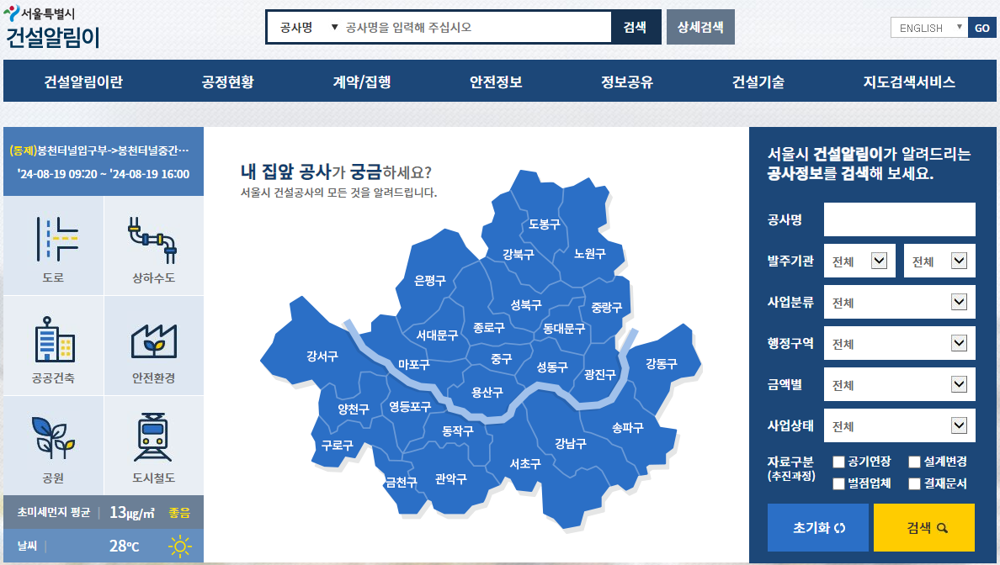 서울특별시
건설알림이
공사명 ▼ 공사명을 입력해 주십시오 검색 상세검색
ENGLISH ▼ GO
건설알림이란 공정현황 계약/집행 안전정보 정보공유 건설기술 지도검색서비스
(통제)봉천터널입구부->봉천터널중간…
'24-08-19 09:20 ~ '24-08-19 16:00
도로 상하수도
공공건축 안전환경
공원 도시철도
초미세먼지 평균 | 13㎍/㎥ 좋음
날씨 | 28℃
내 집앞 공사가 궁금하세요?
서울시 건설공사의 모든 것을 알려드립니다.
도봉구
강북구 노원구
은평구
성북구 중랑구
서대문구 종로구 동대문구
강서구 마포구 중구 성동구 광진구 강동구
용산구
양천구 영등포구
동작구 송파구
구로구 강남구
서초구
금천구 관악구
서울시 건설알림이가 알려드리는
공사정보를 검색해 보세요.
공사명
발주기관 전체 전체
사업분류 전체
행정구역 전체
금액별 전체
사업상태 전체
자료구분 공기연장 설계변경
(추진과정) 벌점업체 결재문서
초기화 검색